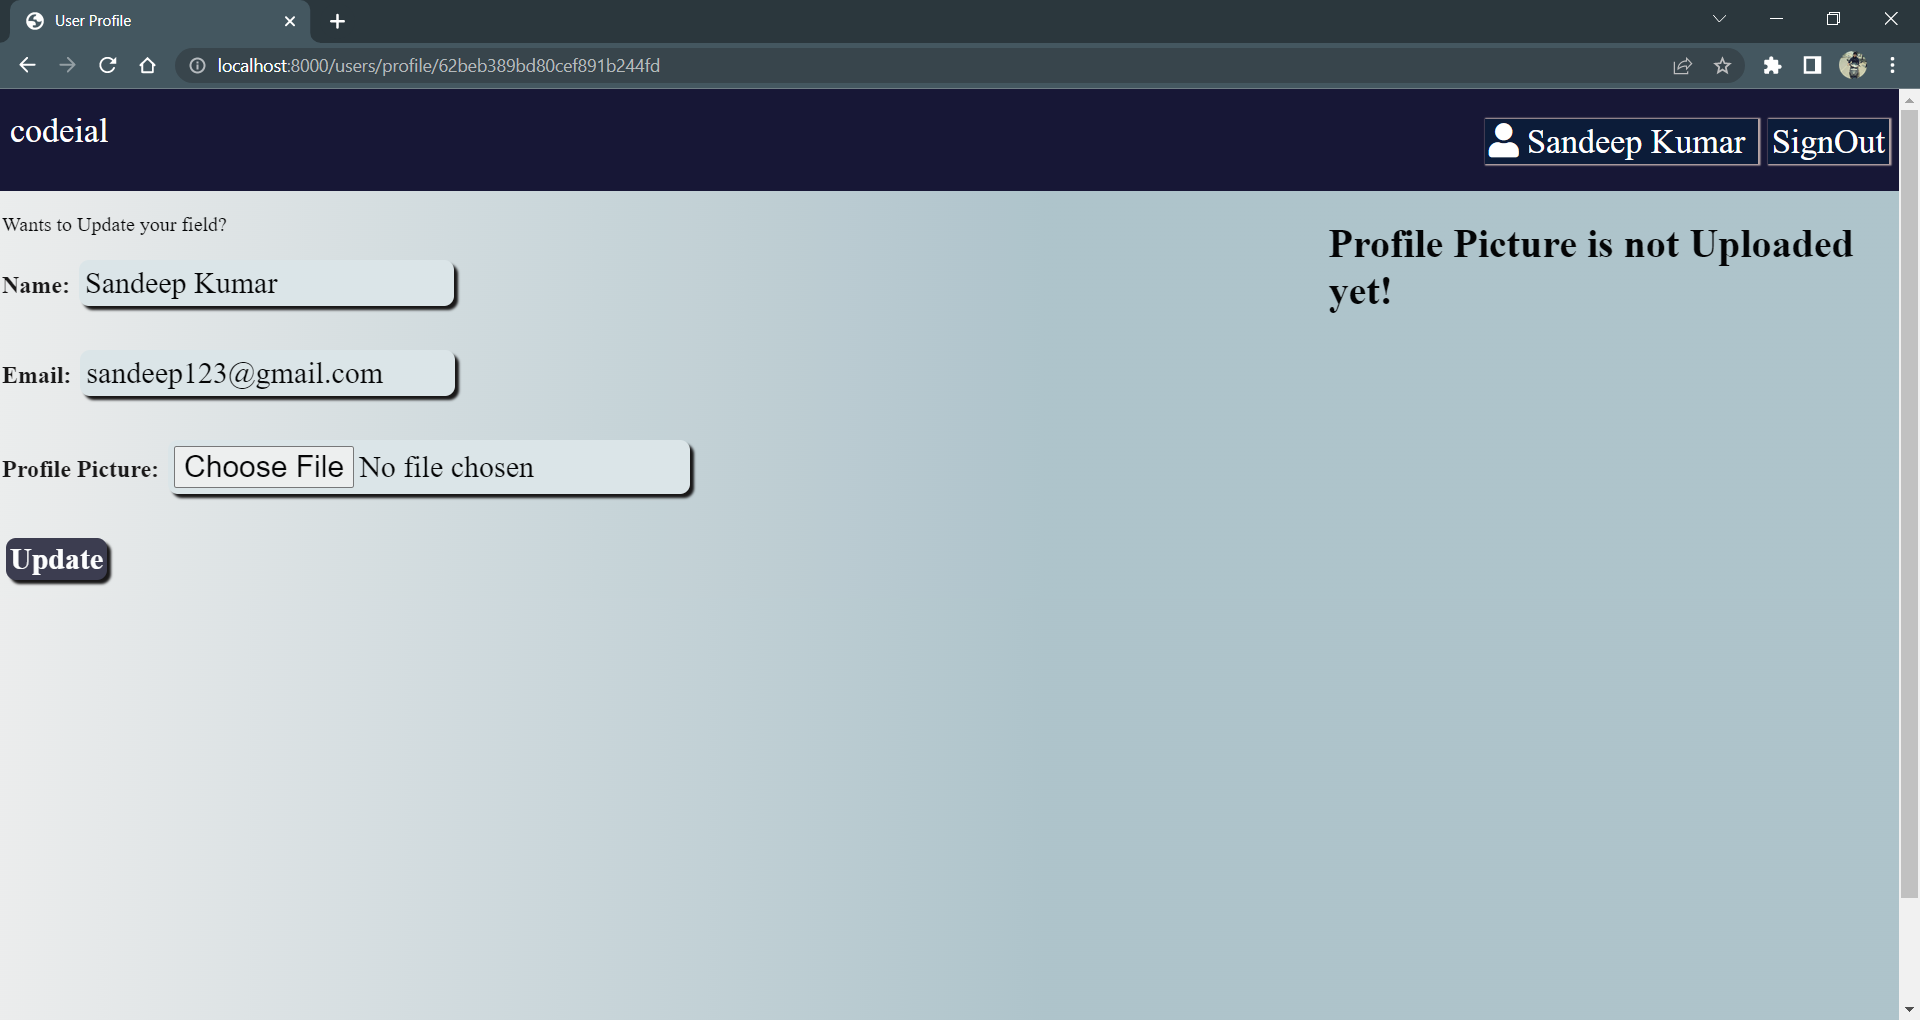 User Profile
localhost:8000/users/profile/62beb389bd80cef891b244fd
codeial
Sandeep Kumar
SignOut
Wants to Update your field?
Name: Sandeep Kumar
Email: sandeep123@gmail.com
Profile Picture: Choose File No file chosen
Update
Profile Picture is not Uploaded
yet!